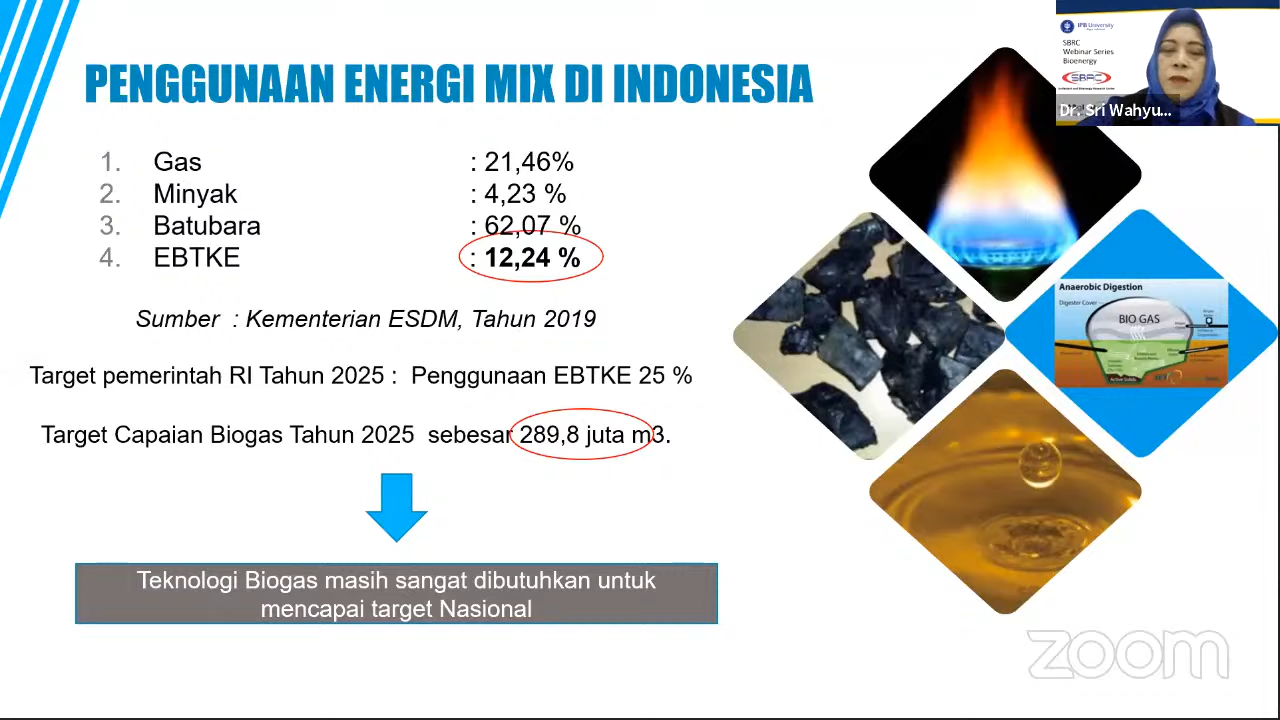 PENGGUNAAN ENERGI MIX DI INDONESIA
1. Gas : 21,46%
2. Minyak : 4,23 %
3. Batubara : 62,07 %
4. EBTKE : 12,24 %
Sumber : Kementerian ESDM, Tahun 2019
Target pemerintah RI Tahun 2025 : Penggunaan EBTKE 25 %
Target Capaian Biogas Tahun 2025 sebesar 289,8 juta m3.
Teknologi Biogas masih sangat dibutuhkan untuk
mencapai target Nasional
IPB University
SBRC
Webinar Series
Bioenergy
SBRC
Dr. Sri Wahyu...
Anaerobic Digestion
Digester Cover
BIO GAS
Active Solids
zoom